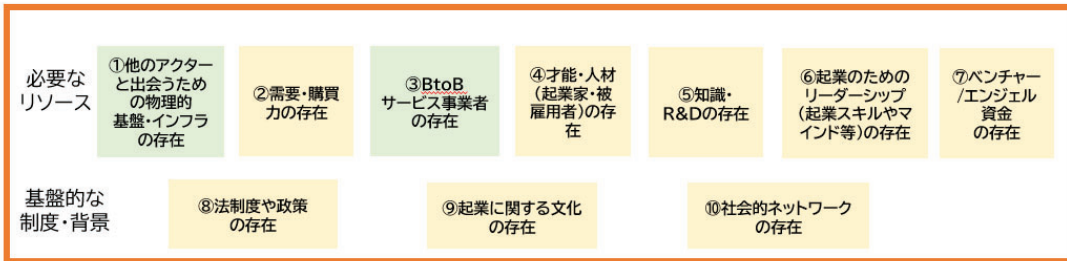 必要な
リソース
①他のアクター
と出会うため
の物理的
基盤・インフラ
の存在
②需要・購買
力の存在
③BtoB
サービス事業者
の存在
④才能・人材
(起業家・被
雇用者)の存
在
⑤知識・
R&Dの存在
⑥起業のための
リーダーシップ
(起業スキルやマ
インド等)の存在
⑦ベンチャー
/エンジェル
資金
の存在
基盤的な
制度・背景
⑧法制度や政策
の存在
⑨起業に関する文化
の存在
⑩社会的ネットワーク
の存在